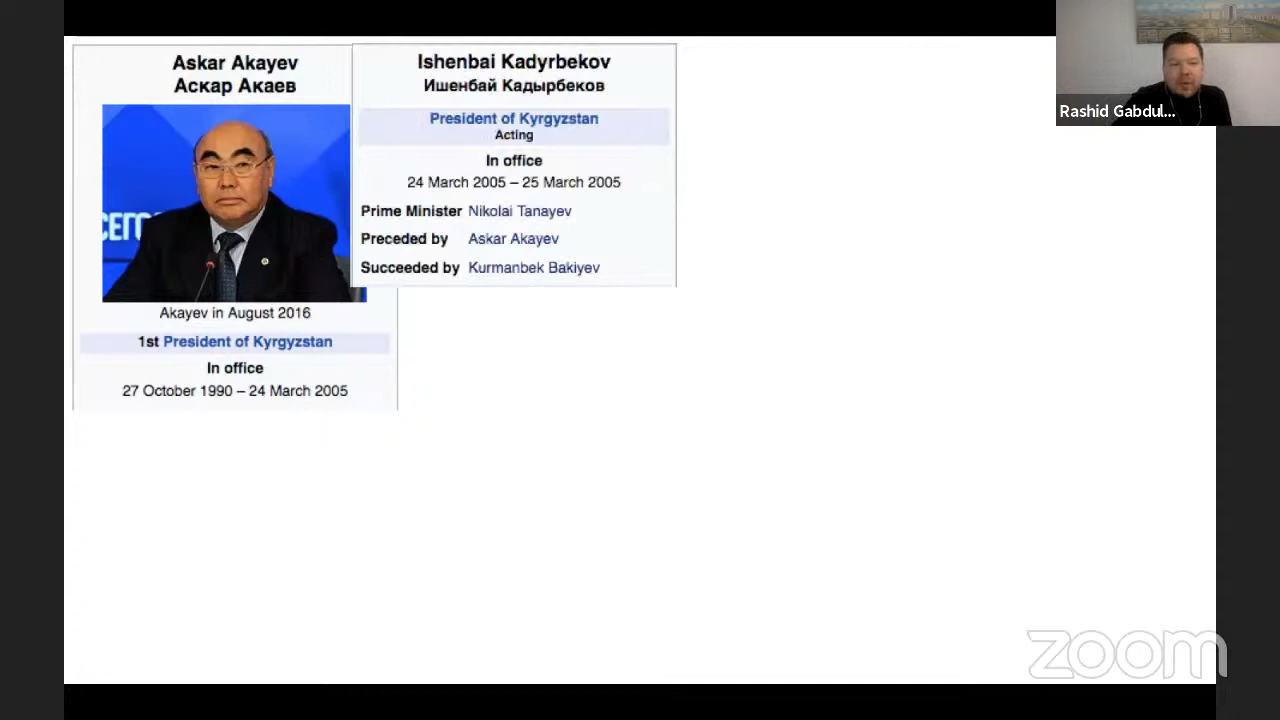 Askar Akayev
Аскар Акаев
СЕГО
Akayev in August 2016
1st President of Kyrgyzstan
In office
27 October 1990 – 24 March 2005
Ishenbai Kadyrbekov
Ишенбай Кадырбеков
President of Kyrgyzstan
Acting
In office
24 March 2005 – 25 March 2005
Prime Minister Nikolai Tanayev
Preceded by Askar Akayev
Succeeded by Kurmanbek Bakiyev
Rashid Gabdul...
zoom